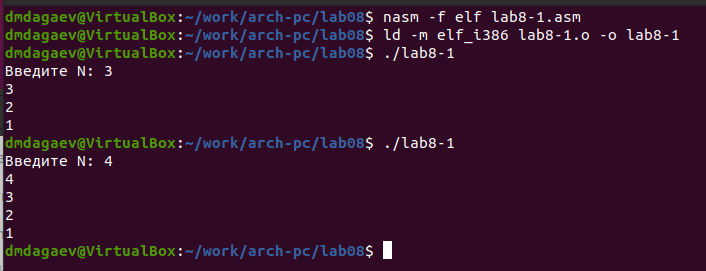 dmdagaev@VirtualBox:~/work/arch-pc/lab08$ nasm -f elf lab8-1.asm
dmdagaev@VirtualBox:~/work/arch-pc/lab08$ ld -m elf_i386 lab8-1.o -o lab8-1
dmdagaev@VirtualBox:~/work/arch-pc/lab08$ ./lab8-1
Введите N: 3
3
2
1
dmdagaev@VirtualBox:~/work/arch-pc/lab08$ ./lab8-1
Введите N: 4
4
3
2
1
dmdagaev@VirtualBox:~/work/arch-pc/lab08$